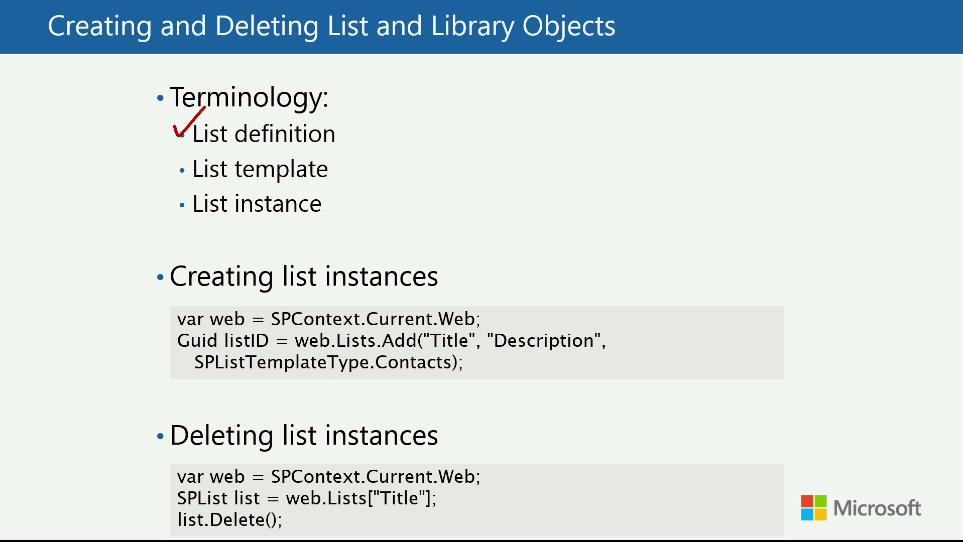 Creating and Deleting List and Library Objects
• Terminology:
• List definition
• List template
• List instance
• Creating list instances
var web = SPContext.Current.Web;
Guid listID = web.Lists.Add("Title", "Description",
SPListTemplateType.Contacts);
• Deleting list instances
var web = SPContext.Current.Web;
SPList list = web.Lists["Title"];
list.Delete();
Microsoft